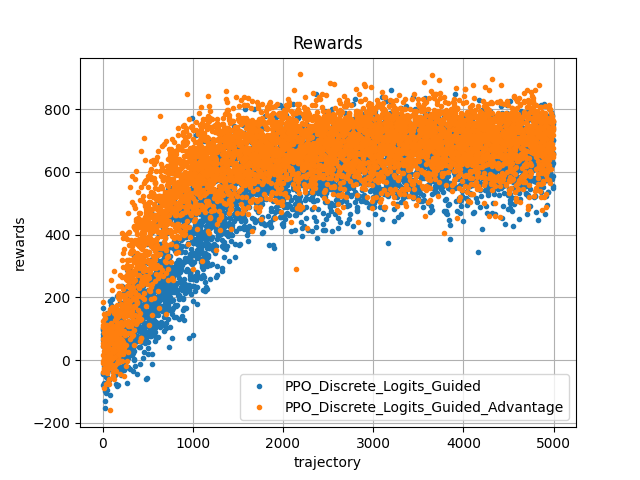 Rewards
rewards
800
600
400
200
0
−200
0 1000 2000 3000 4000 5000
trajectory
PPO_Discrete_Logits_Guided
PPO_Discrete_Logits_Guided_Advantage